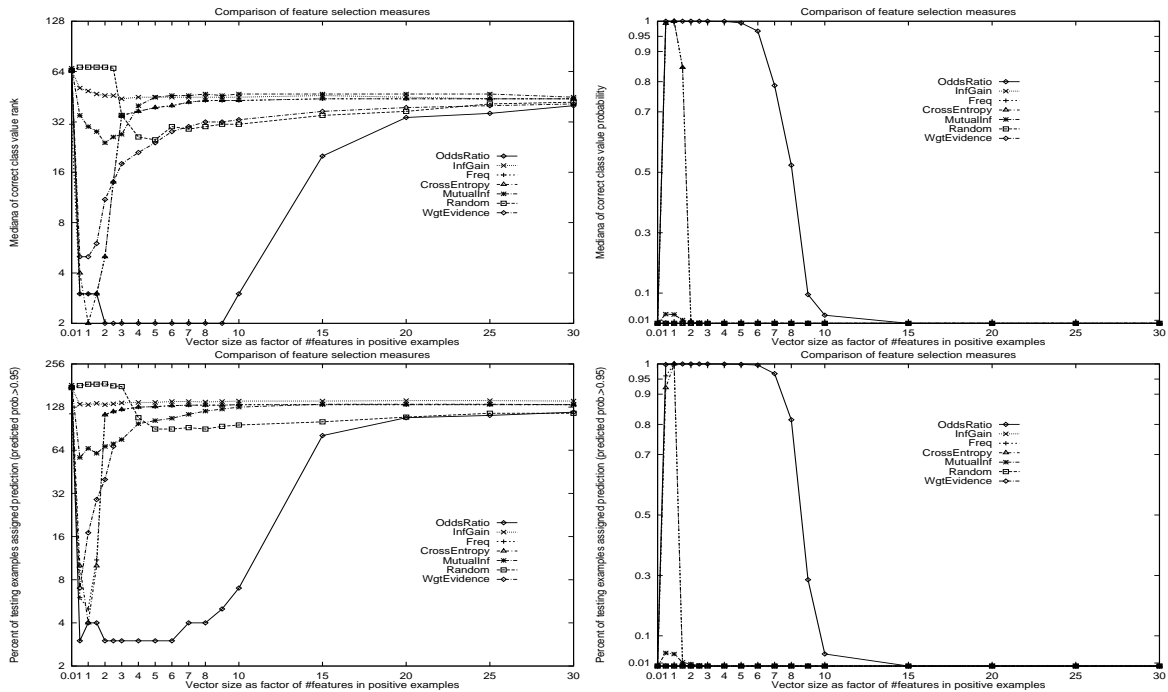 Comparison of feature selection measures
Mediana of correct class value rank
128
64
32
16
8
4
2
OddsRatio
InfGain
Freq
CrossEntropy
MutualInf
Random
WgtEvidence
0.01 1 2 3 4 5 6 7 8 10 15 20 25 30
Vector size as factor of #features in positive examples
Comparison of feature selection measures
Mediana of correct class value probability
1
0.95
0.9
0.8
0.7
0.5
0.3
0.1
0.01
OddsRatio
InfGain
Freq
CrossEntropy
MutualInf
Random
WgtEvidence
0.01 1 2 3 4 5 6 7 8 9 10 15 20 25 30
Vector size as factor of #features in positive examples
Comparison of feature selection measures
Percent of testing examples assigned prediction (predicted prob.>0.95)
256
128
64
32
16
8
4
2
OddsRatio
InfGain
Freq
CrossEntropy
MutualInf
Random
WgtEvidence
0.01 1 2 3 4 5 6 7 8 10 15 20 25 30
Vector size as factor of #features in positive examples
Comparison of feature selection measures
Percent of testing examples assigned prediction (predicted prob.>0.95)
1
0.95
0.9
0.8
0.7
0.5
0.3
0.1
0.01
OddsRatio
InfGain
Freq
CrossEntropy
MutualInf
Random
WgtEvidence
0.01 1 2 3 4 5 6 7 8 9 10 15 20 25 30
Vector size as factor of #features in positive examples